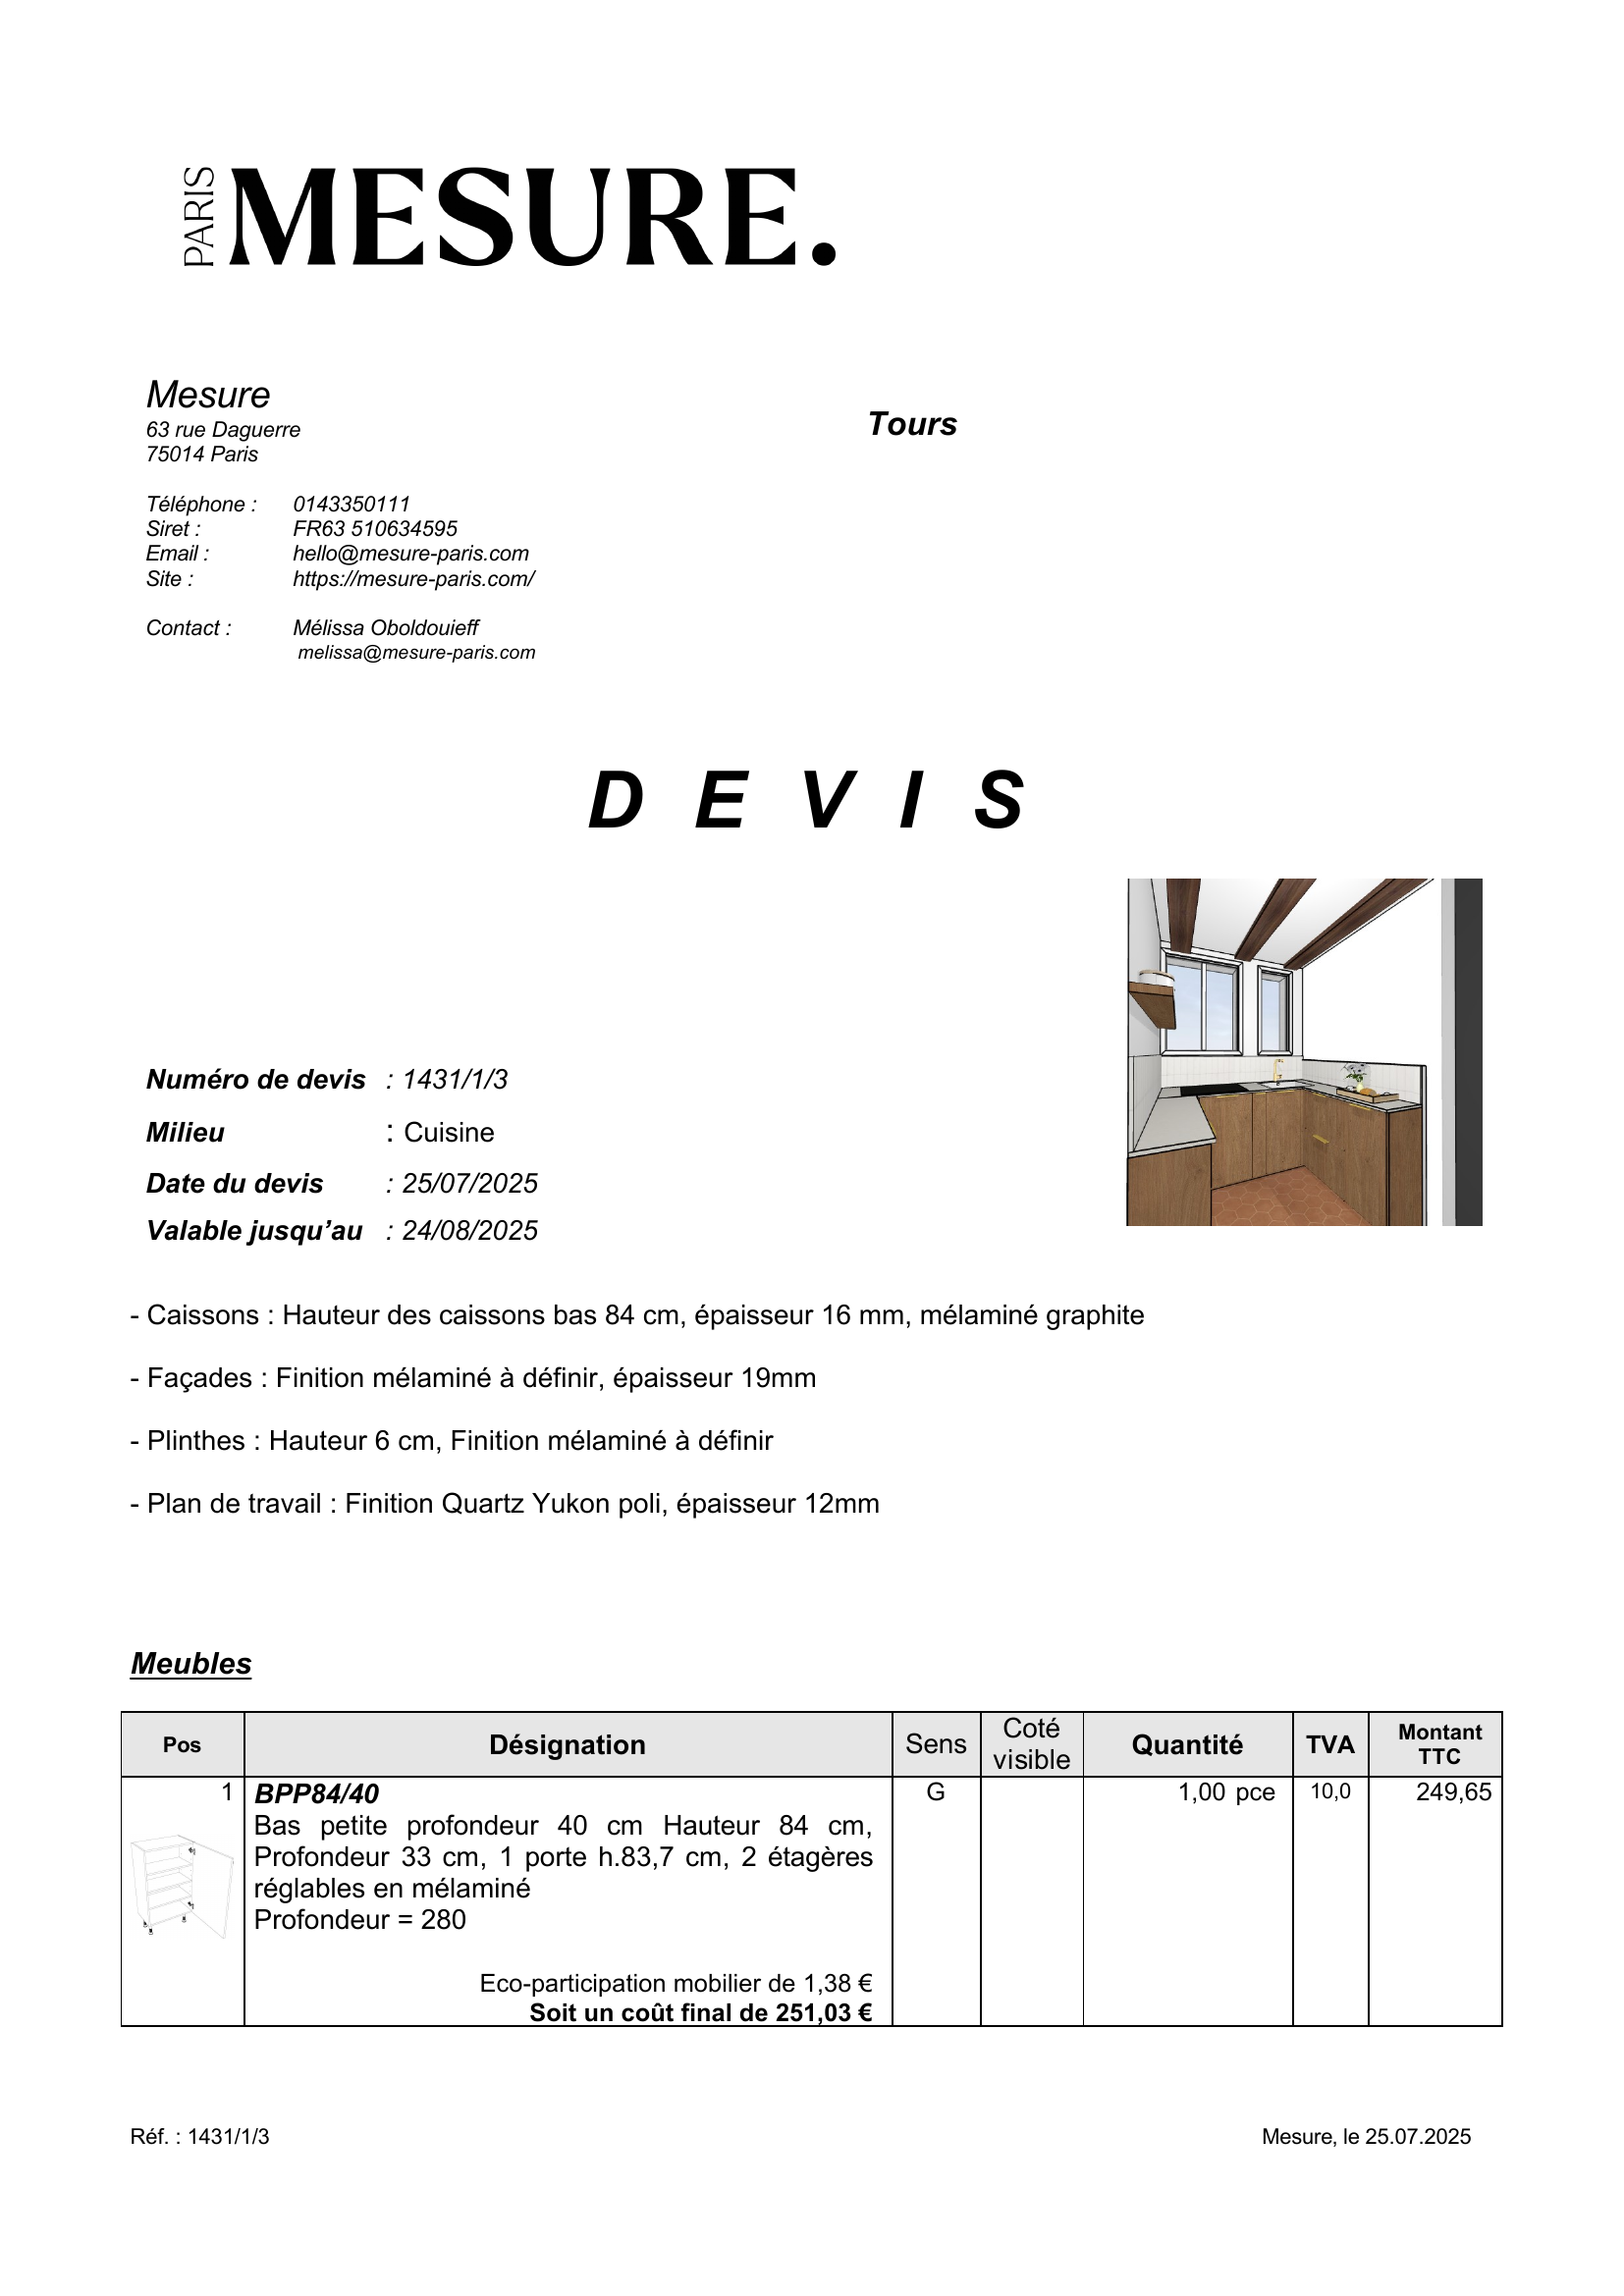 PARIS MESURE.
Mesure
63 rue Daguerre
75014 Paris
Tours
Téléphone : 0143350111
Siret : FR63 510634595
Email : hello@mesure-paris.com
Site : https://mesure-paris.com/
Contact : Mélissa Oboldouieff
melissa@mesure-paris.com
D E V I S
Numéro de devis : 1431/1/3
Milieu : Cuisine
Date du devis : 25/07/2025
Valable jusqu’au : 24/08/2025
- Caissons : Hauteur des caissons bas 84 cm, épaisseur 16 mm, mélaminé graphite
- Façades : Finition mélaminé à définir, épaisseur 19mm
- Plinthes : Hauteur 6 cm, Finition mélaminé à définir
- Plan de travail : Finition Quartz Yukon poli, épaisseur 12mm
Meubles
Pos Désignation Sens Coté visible Quantité TVA Montant TTC
1 BPP84/40 G 1,00 pce 10,0 249,65
Bas petite profondeur 40 cm Hauteur 84 cm,
Profondeur 33 cm, 1 porte h.83,7 cm, 2 étagères
réglables en mélaminé
Profondeur = 280
Eco-participation mobilier de 1,38 €
Soit un coût final de 251,03 €
Réf. : 1431/1/3 Mesure, le 25.07.2025